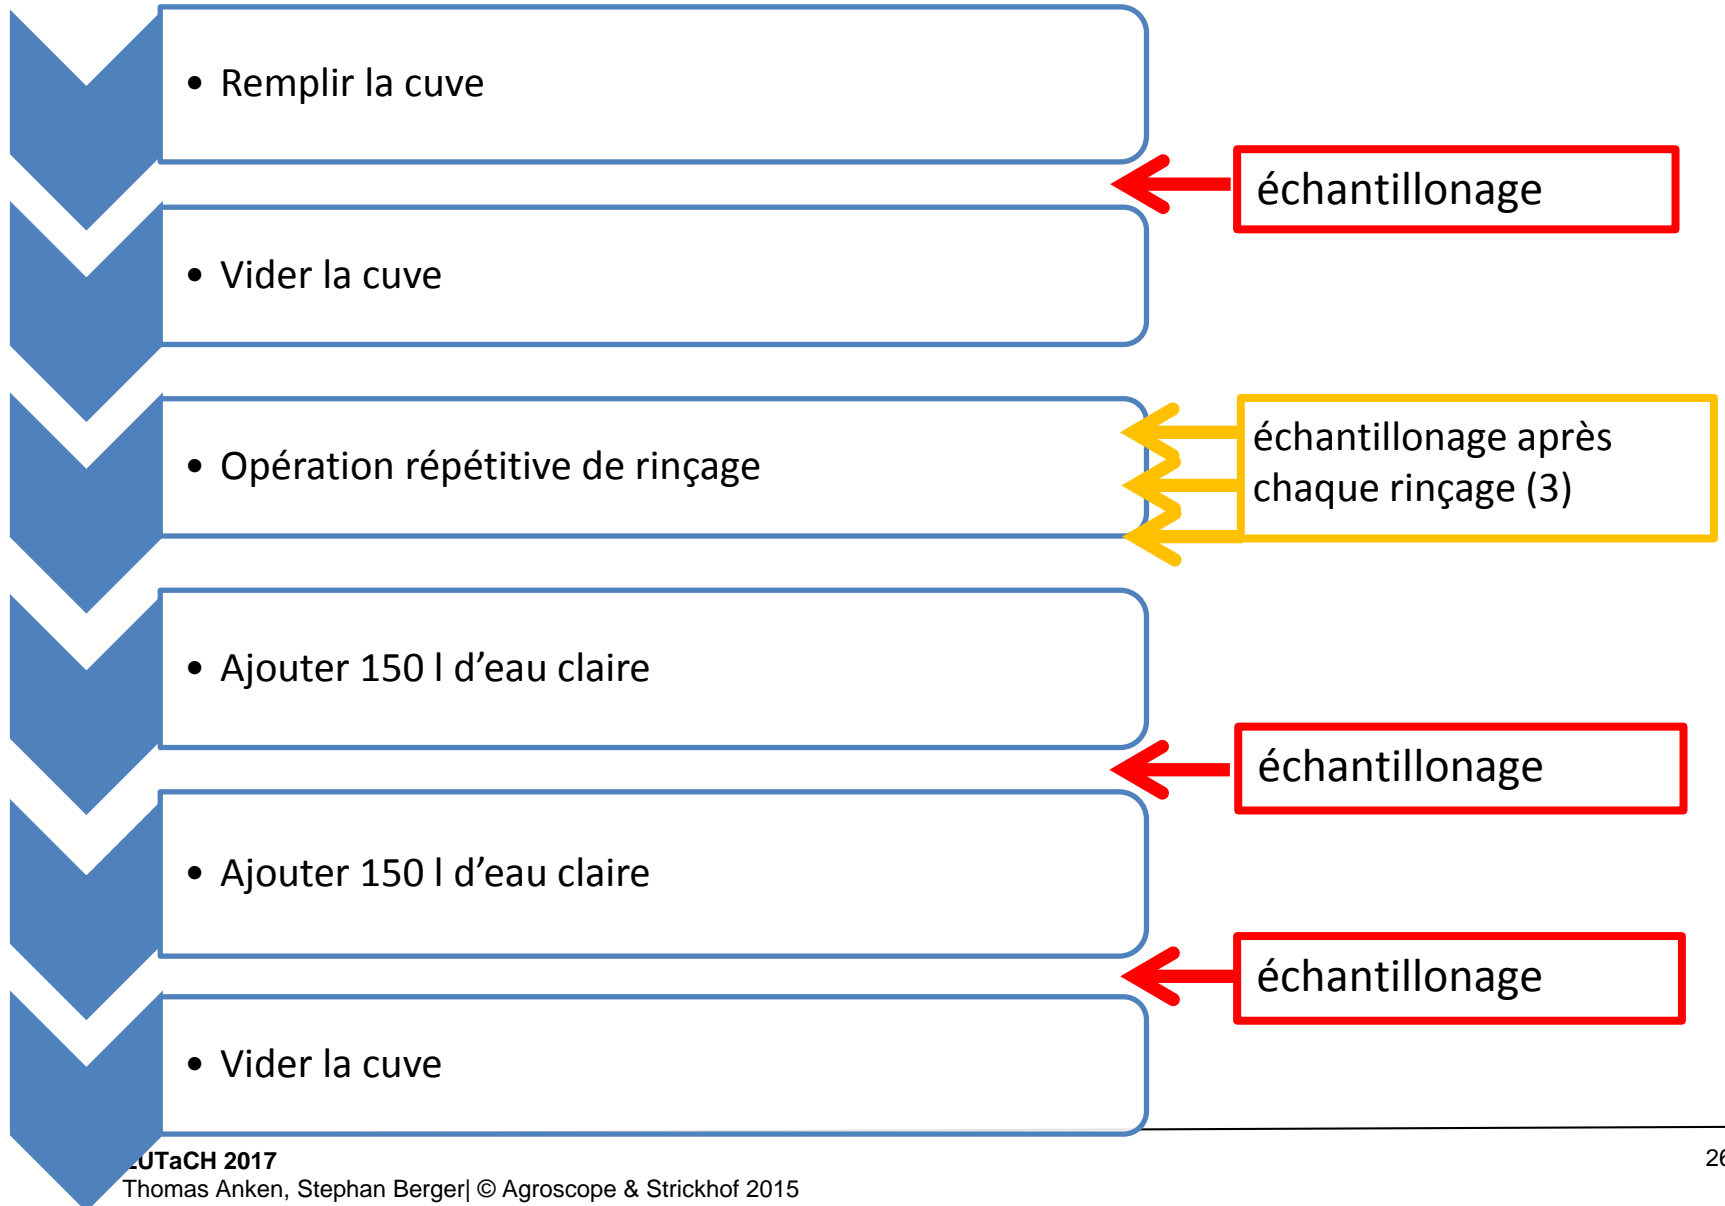 • Remplir la cuve
échantillonage
• Vider la cuve
échantillonage après
chaque rinçage (3)
• Opération répétitive de rinçage
• Ajouter 150 l d’eau claire
échantillonage
• Ajouter 150 l d’eau claire
échantillonage
• Vider la cuve
UTaCH 2017
Thomas Anken, Stephan Berger| © Agroscope & Strickhof 2015
26